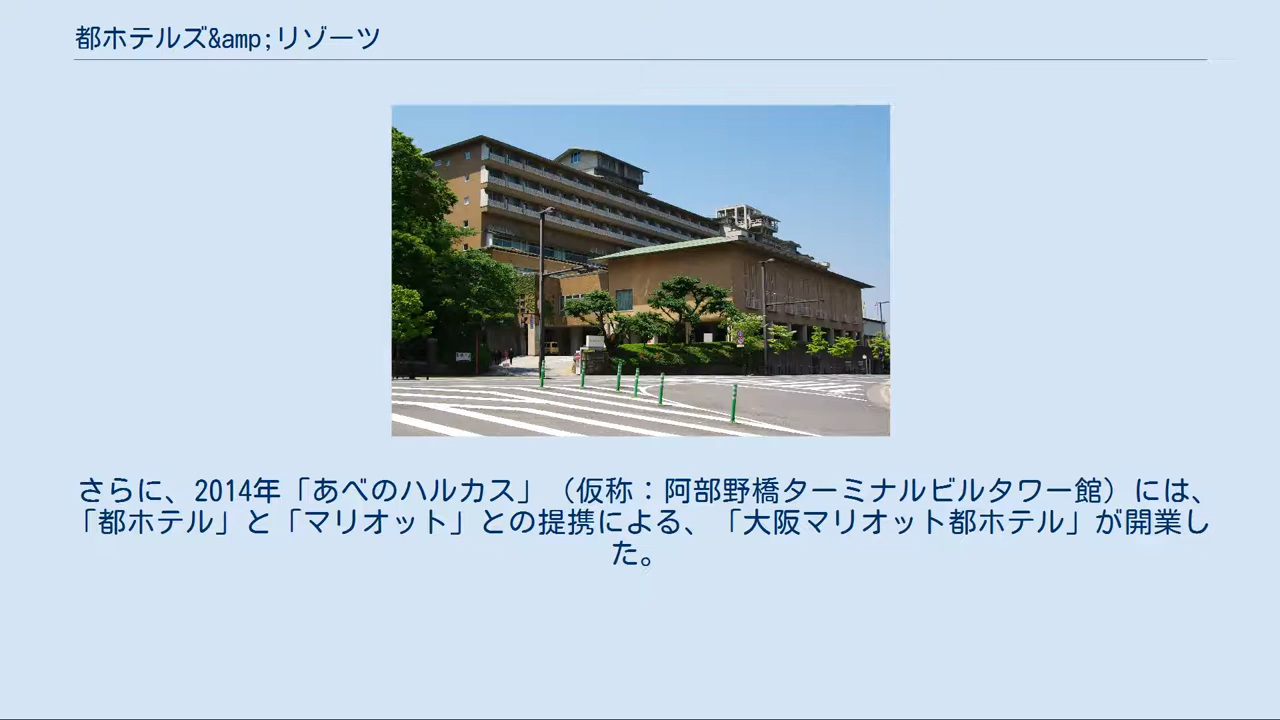 都ホテルズ&amp;リゾーツ
さらに、2014年「あべのハルカス」（仮称：阿部野橋ターミナルビルタワー館）には、
「都ホテル」と「マリオット」との提携による、「大阪マリオット都ホテル」が開業し
た。